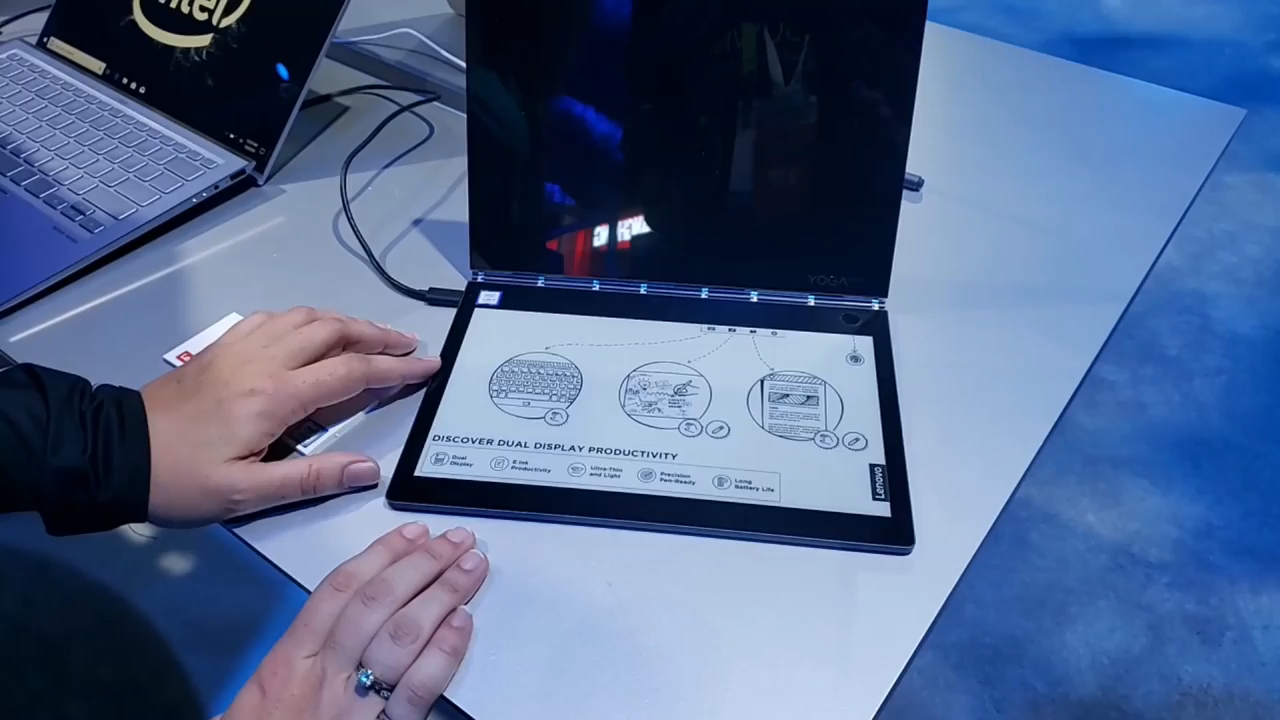 intel
YOGA
DISCOVER DUAL DISPLAY PRODUCTIVITY
Dual
Display
E Ink
Productivity
Ultra-Thin
and Light
Precision
Pen-Ready
Long
Battery Life
Lenovo